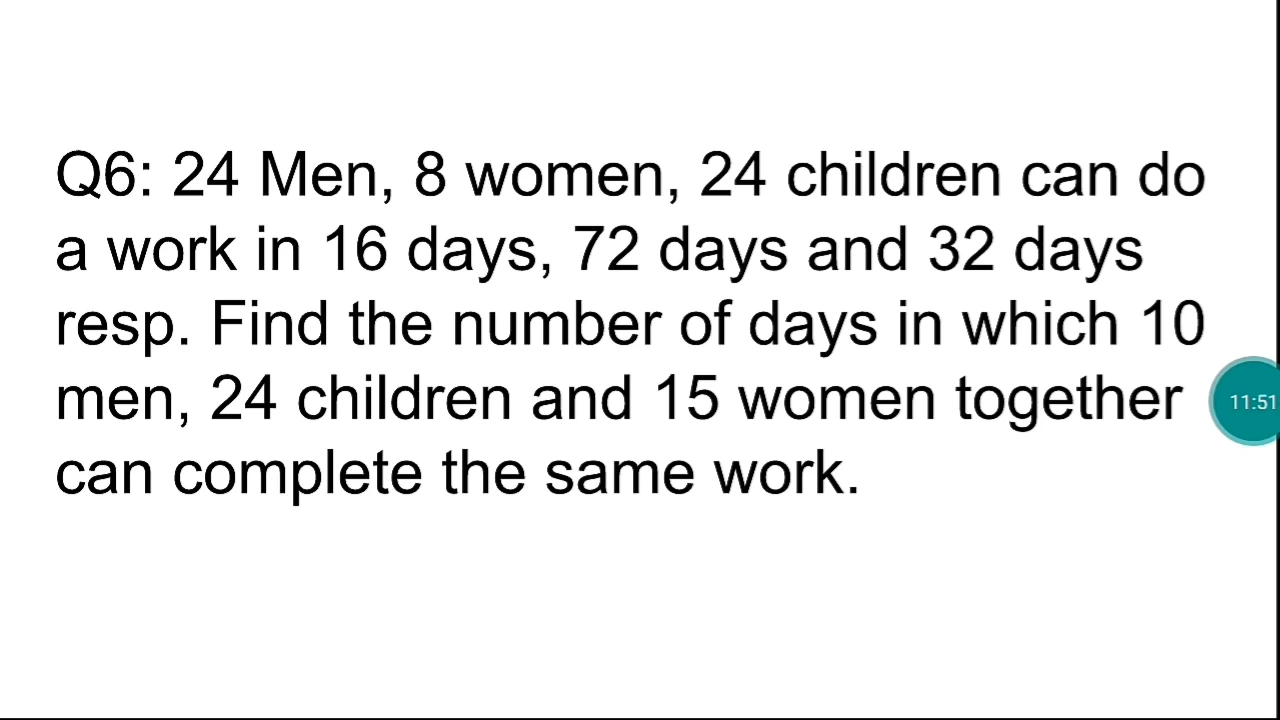 Q6: 24 Men, 8 women, 24 children can do
a work in 16 days, 72 days and 32 days
resp. Find the number of days in which 10
men, 24 children and 15 women together
can complete the same work.
11:51